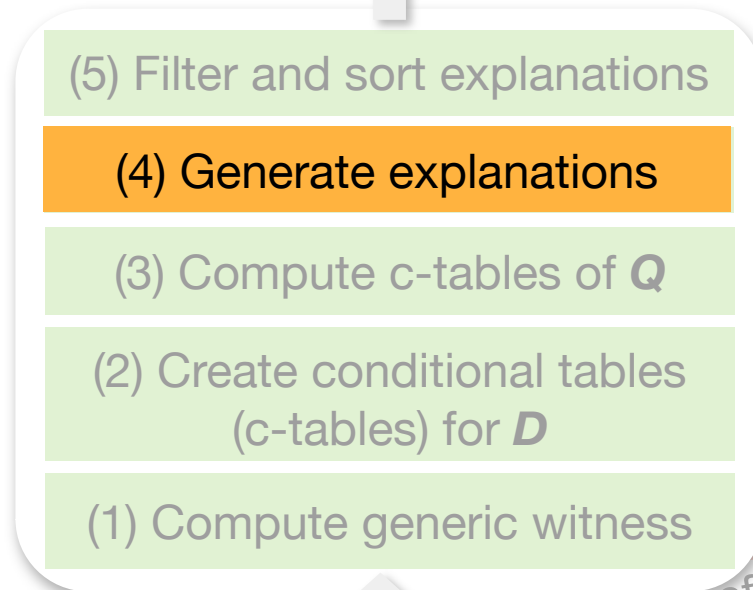 (5) Filter and sort explanations
(4) Generate explanations
(3) Compute c-tables of Q
(2) Create conditional tables
(c-tables) for D
(1) Compute generic witness